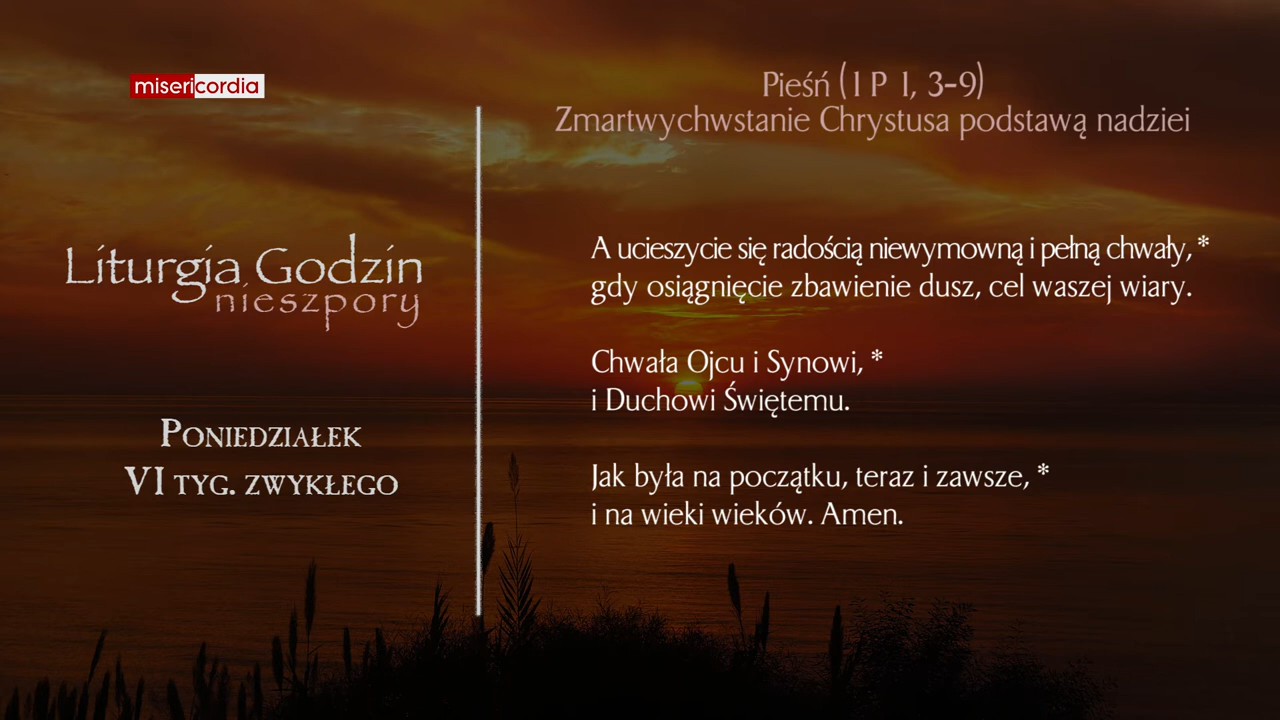 misericordia
Liturgia Godzin
nieszpory
Poniedziałek
VI tyg. zwykłego
Pieśń (1 P 1, 3-9)
Zmartwychwstanie Chrystusa podstawą nadziei
A ucieszycie się radością niewymowną i pełną chwały, *
gdy osiągnięcie zbawienie dusz, cel waszej wiary.
Chwała Ojcu i Synowi, *
i Duchowi Świętemu.
Jak była na początku, teraz i zawsze, *
i na wieki wieków. Amen.